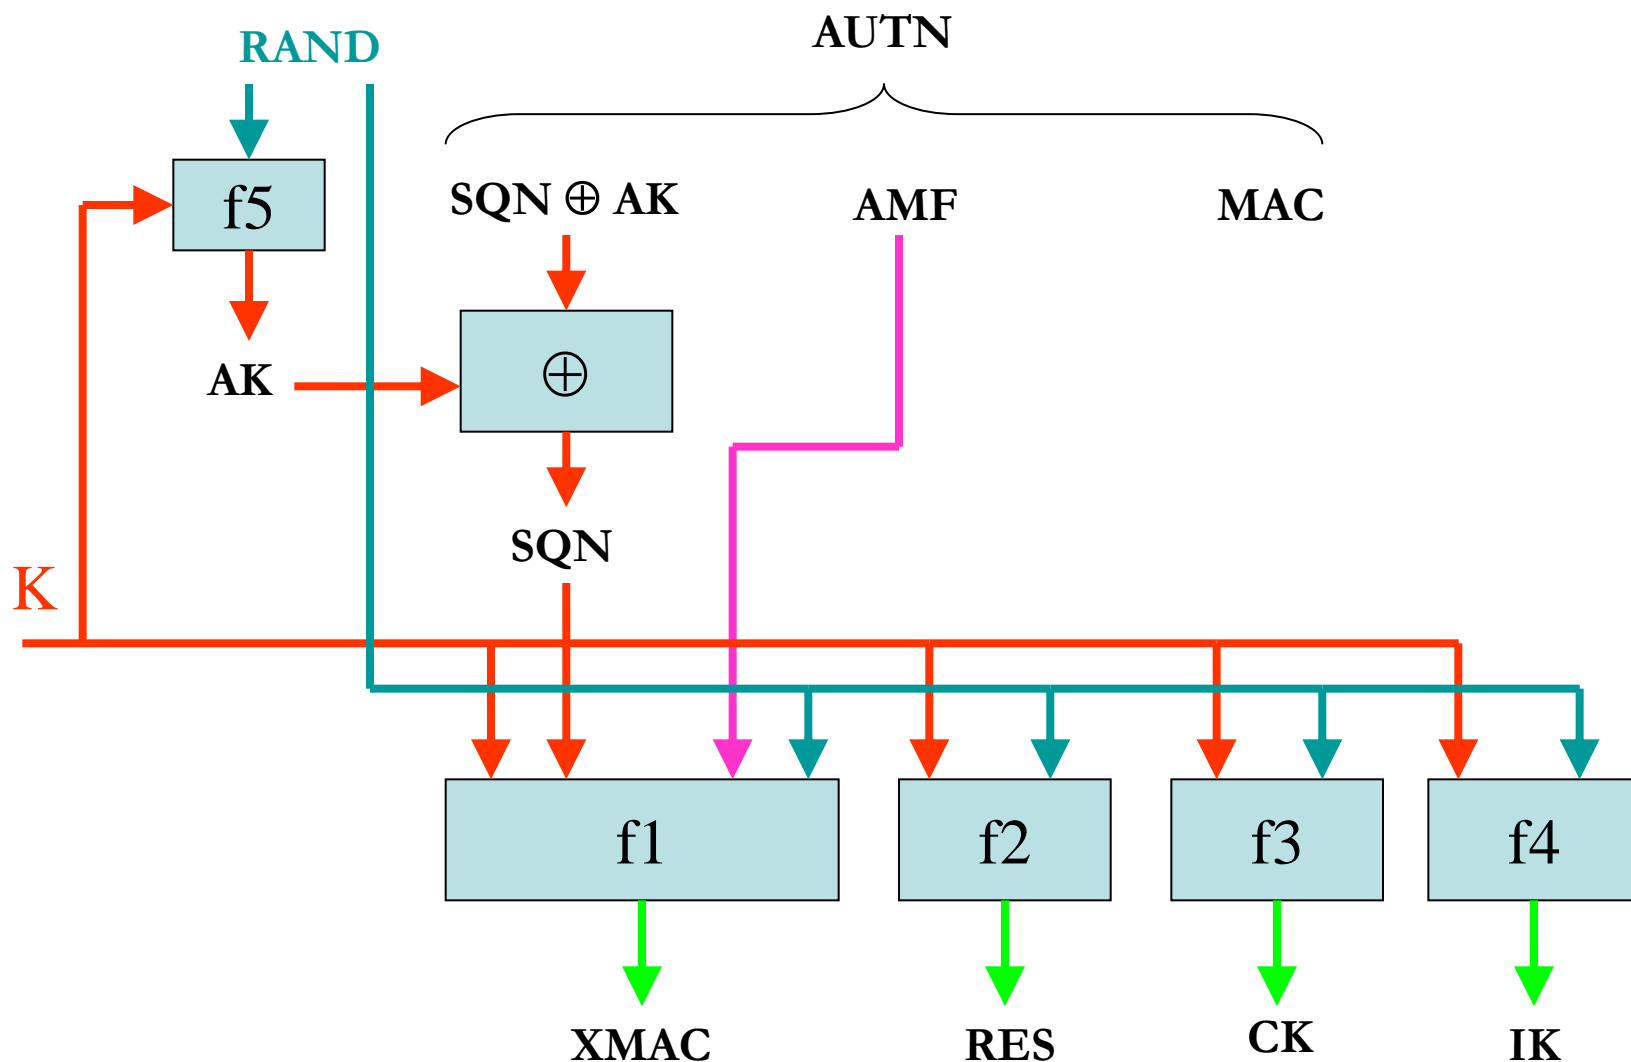 AUTN
RAND
SQN ⊕ AK
AMF
MAC
f5
AK
⊕
SQN
K
f1
f2
f3
f4
XMAC
RES
CK
IK